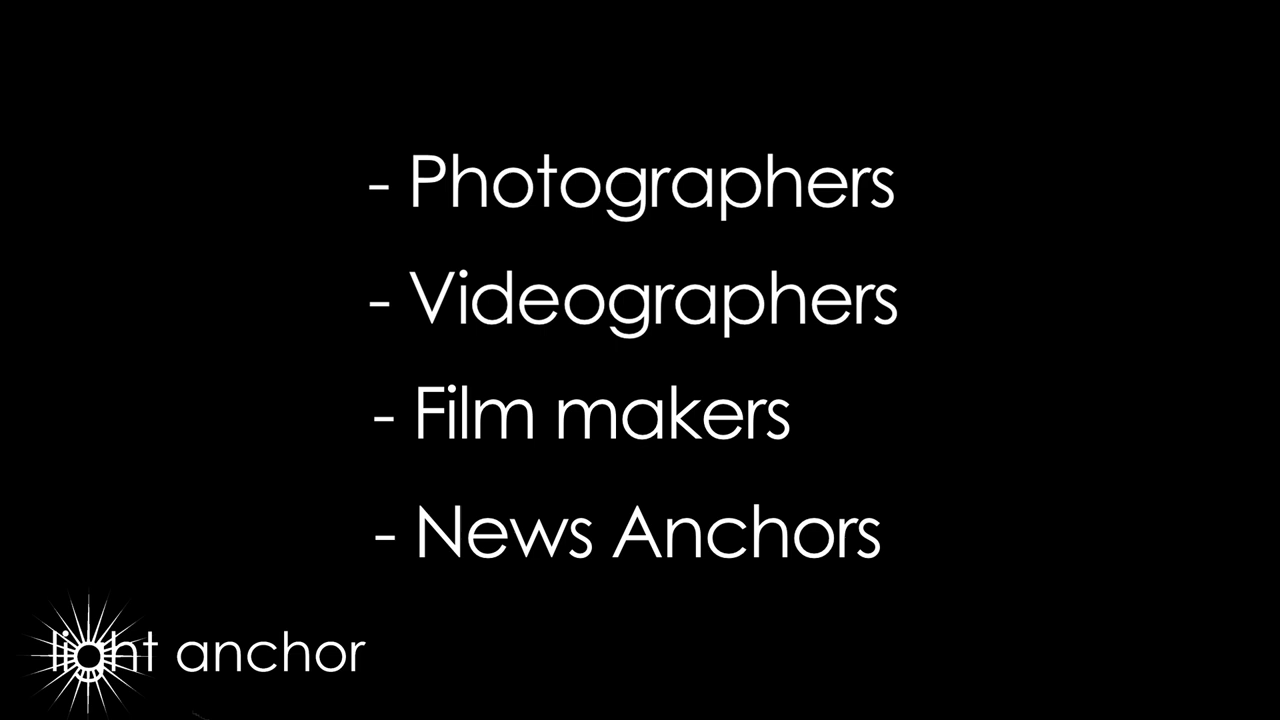 - Photographers
- Videographers
- Film makers
- News Anchors
light anchor